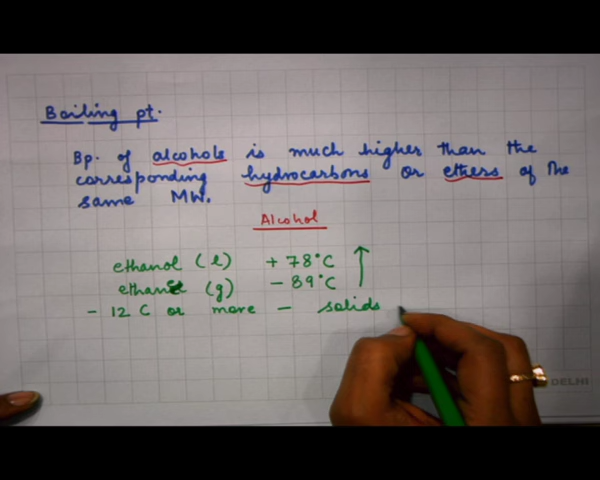 Boiling pt.
Bp. of alcohols is much higher than the
corresponding hydrocarbons or ethers of the
same MW.
Alcohol
ethanol (l) + 78°C
ethane (g) - 89°C
- 12 C or more - solids
DELHI